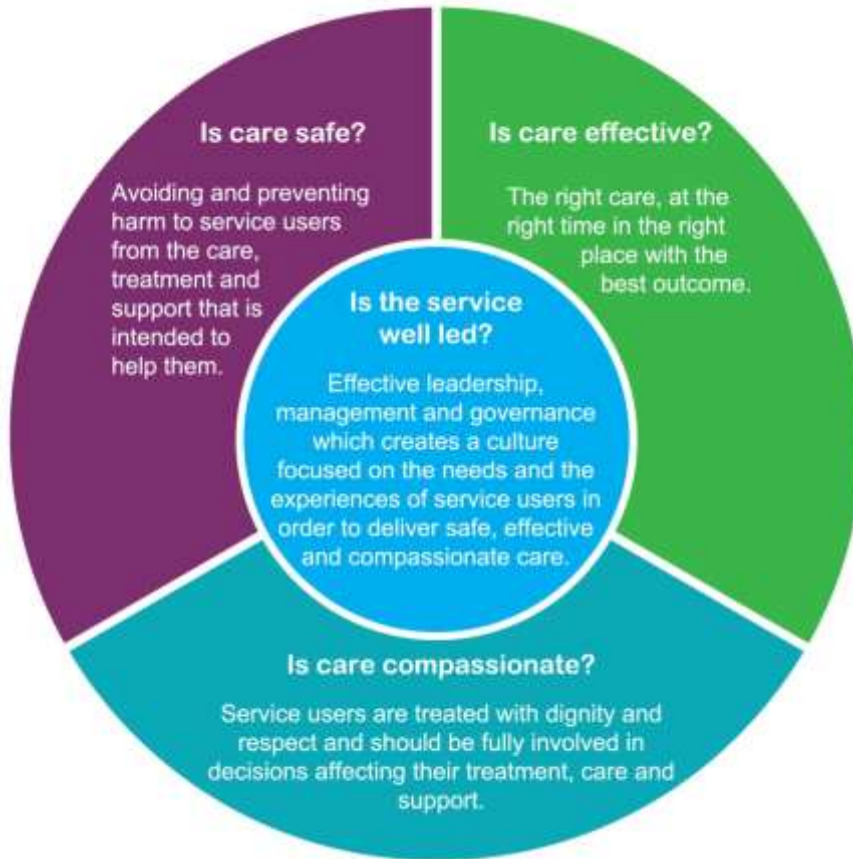 Is care safe?
Avoiding and preventing
harm to service users
from the care,
treatment and
support that is
intended to
help them.
Is care effective?
The right care, at the
right time in the right
place with the
best outcome.
Is the service
well led?
Effective leadership,
management and governance
which creates a culture
focused on the needs and the
experiences of service users in
order to deliver safe, effective
and compassionate care.
Is care compassionate?
Service users are treated with dignity and
respect and should be fully involved in
decisions affecting their treatment, care and
support.